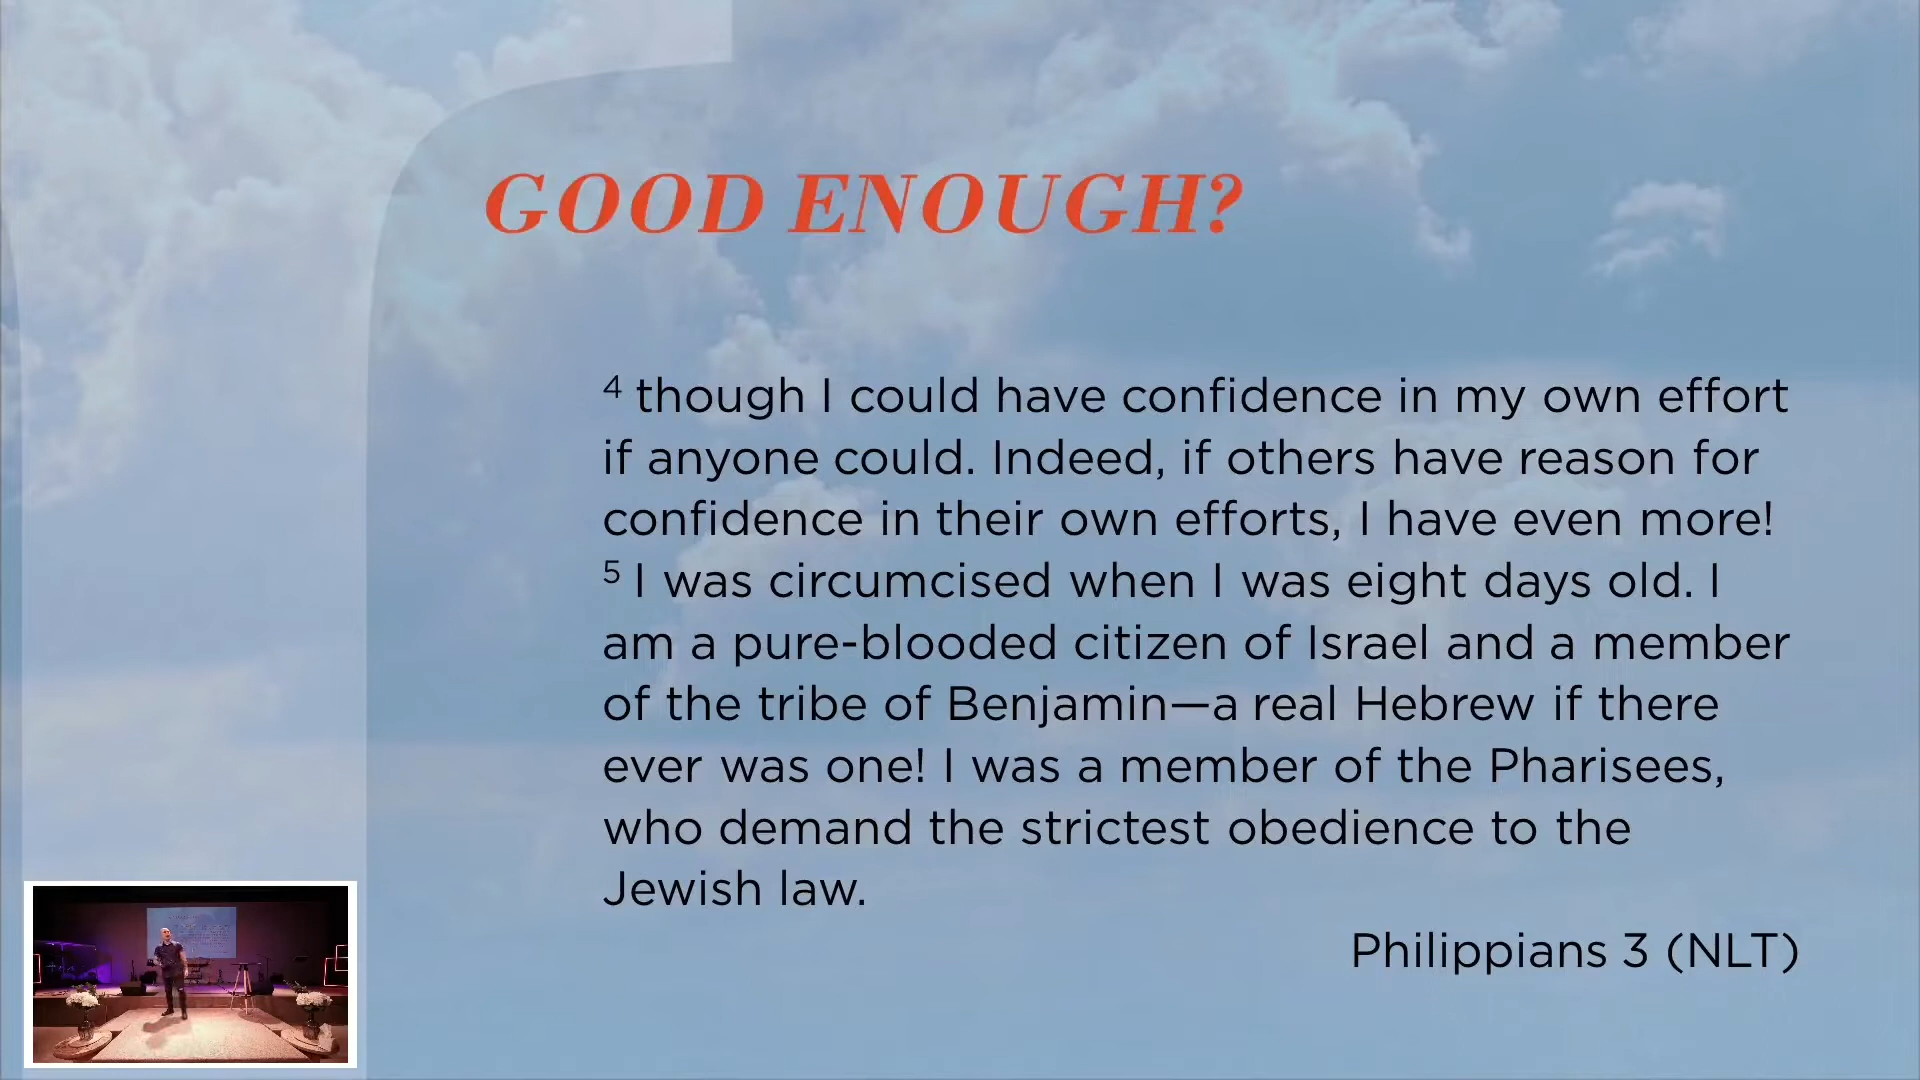 GOOD ENOUGH?
4 though I could have confidence in my own effort
if anyone could. Indeed, if others have reason for
confidence in their own efforts, I have even more!
5 I was circumcised when I was eight days old. I
am a pure-blooded citizen of Israel and a member
of the tribe of Benjamin—a real Hebrew if there
ever was one! I was a member of the Pharisees,
who demand the strictest obedience to the
Jewish law.
Philippians 3 (NLT)